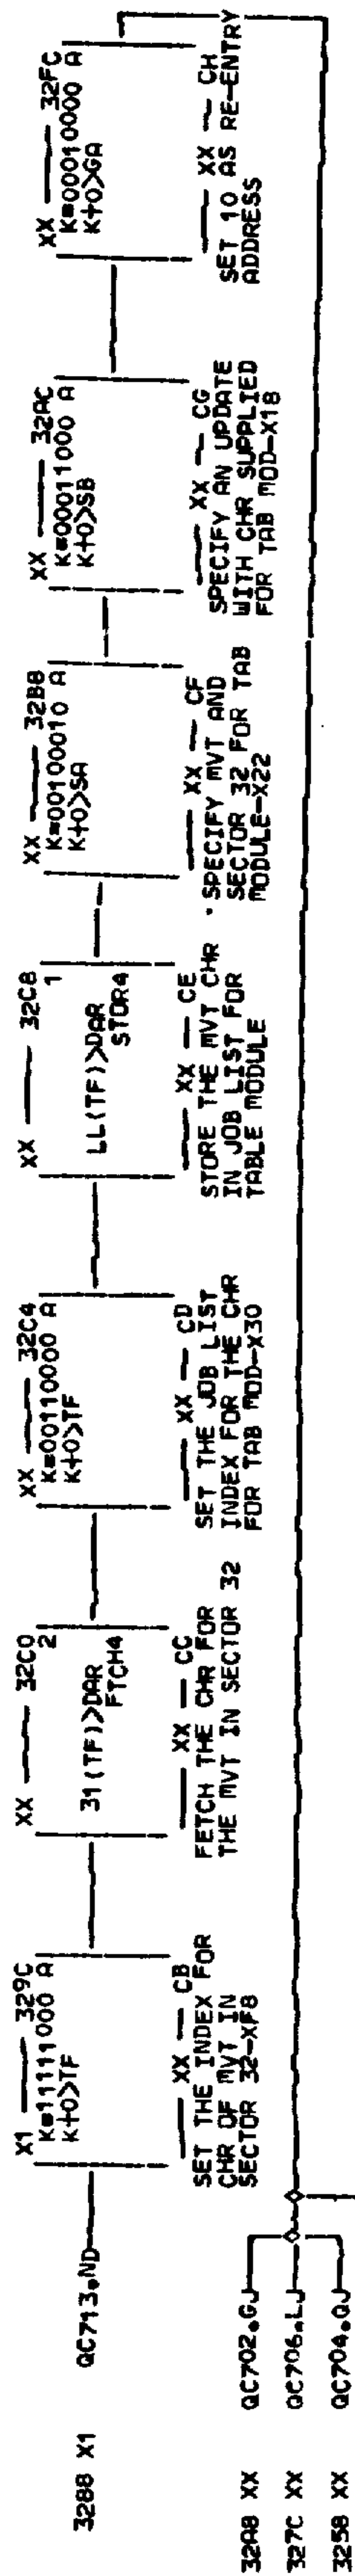 3288 X1 QC713.ND
X1 — 329C
K=11111000 A
K+0>TF
— XX — CB
SET THE INDEX FOR
CHR OF MVT IN
SECTOR 32-XF8
XX — 32C0
2
31(TF)>DAR
FTCH4
— XX — CC
FETCH THE CHR FOR
THE MVT IN SECTOR 32
XX — 32C4
K=00110000 A
K+0>TF
— XX — CD
SET THE JOB LIST
INDEX FOR THE CHR
FOR TAB MOD-X30
XX — 32C8
1
LL(TF)>DAR
STOR4
— XX — CE
STORE THE MVT CHR
IN JOB LIST FOR
TABLE MODULE
XX — 32B8
K=00100010 A
K+0>SA
— XX — CF
SPECIFY MVT AND
SECTOR 32 FOR TAB
MODULE-X22
XX — 32AC
K=00011000 A
K+0>SB
— XX — CG
SPECIFY AN UPDATE
WITH CHR SUPPLIED
FOR TAB MOD-X18
XX — 32FC
K=00010000 A
K+0>GA
— XX — CH
SET 10 AS RE-ENTRY
ADDRESS
32A8 XX QC702.GJ
327C XX QC706.LJ
3258 XX QC704.QJ